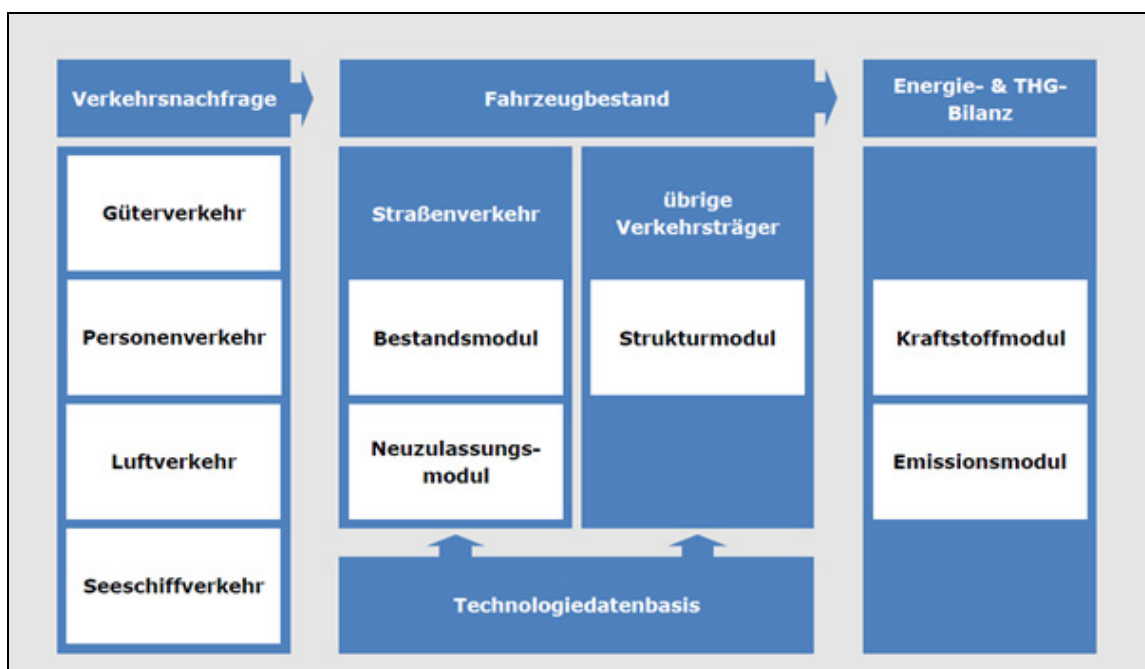 Verkehrsnachfrage
Fahrzeugbestand
Energie- & THG-
Bilanz
Güterverkehr
Personenverkehr
Luftverkehr
Seeschiffverkehr
Straßenverkehr
Bestandsmodul
Neuzulassungs-
modul
übrige
Verkehrsträger
Strukturmodul
Technologiedatenbasis
Kraftstoffmodul
Emissionsmodul